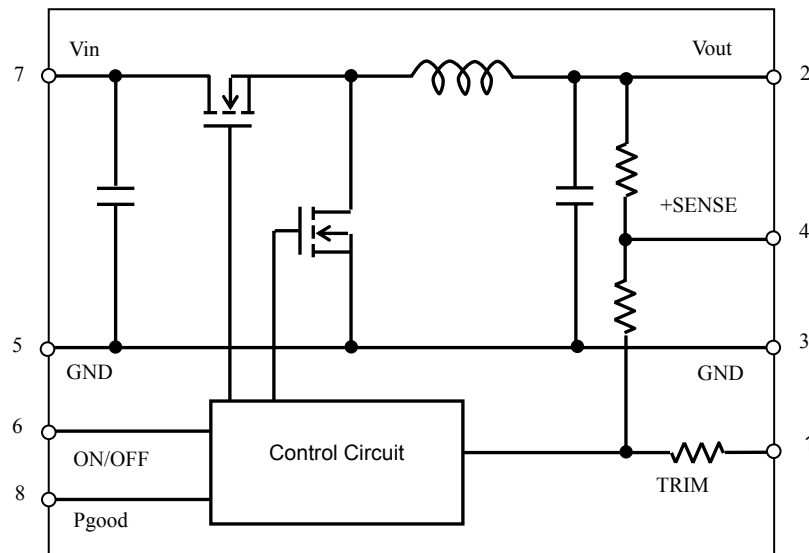 Vin
Vout
7
2
+SENSE
4
5
3
GND
GND
6
ON/OFF
Control Circuit
1
TRIM
8
Pgood